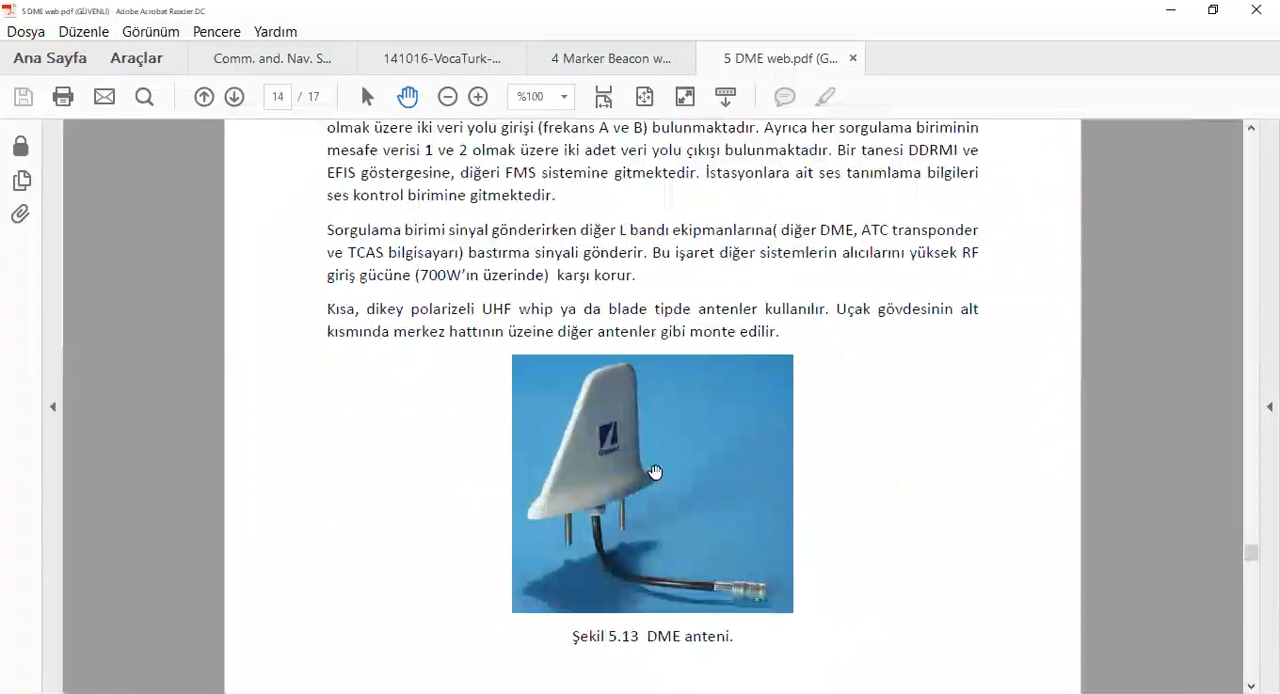 5 DME web.pdf (GÜVENLİ) - Adobe Acrobat Reader DC
Dosya Düzenle Görünüm Pencere Yardım
Ana Sayfa Araçlar Comm. and. Nav. S... 141016-VocaTurk-... 4 Marker Beacon w... 5 DME web.pdf (G... ×
14 / 17 %100
olmak üzere iki veri yolu girişi (frekans A ve B) bulunmaktadır. Ayrıca her sorgulama biriminin
mesafe verisi 1 ve 2 olmak üzere iki adet veri yolu çıkışı bulunmaktadır. Bir tanesi DDRMI ve
EFIS göstergesine, diğeri FMS sistemine gitmektedir. İstasyonlara ait ses tanımlama bilgileri
ses kontrol birimine gitmektedir.
Sorgulama birimi sinyal gönderirken diğer L bandı ekipmanlarına( diğer DME, ATC transponder
ve TCAS bilgisayarı) bastırma sinyali gönderir. Bu işaret diğer sistemlerin alıcılarını yüksek RF
giriş gücüne (700W’ın üzerinde) karşı korur.
Kısa, dikey polarizeli UHF whip ya da blade tipde antenler kullanılır. Uçak gövdesinin alt
kısmında merkez hattının üzeine diğer antenler gibi monte edilir.
Şekil 5.13 DME anteni.